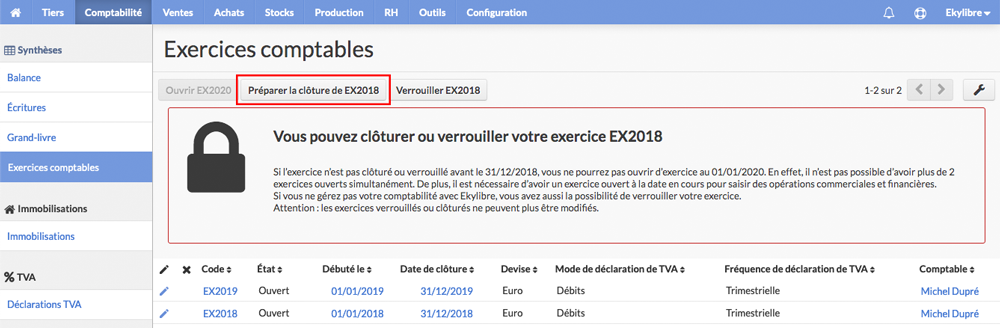 Tiers Comptabilité Ventes Achats Stocks Production RH Outils Configuration Ekylibre
Synthèses
Balance
Écritures
Grand-livre
Exercices comptables
Immobilisations
Immobilisations
TVA
Déclarations TVA
Exercices comptables
Ouvrir EX2020 Préparer la clôture de EX2018 Verrouiller EX2018 1-2 sur 2
Vous pouvez clôturer ou verrouiller votre exercice EX2018
Si l'exercice n'est pas clôturé ou verrouillé avant le 31/12/2018, vous ne pourrez pas ouvrir d'exercice au 01/01/2020. En effet, il n'est pas possible d'avoir plus de 2
exercices ouverts simultanément. De plus, il est nécessaire d'avoir un exercice ouvert à la date en cours pour saisir des opérations commerciales et financières.
Si vous ne gérez pas votre comptabilité avec Ekylibre, vous avez aussi la possibilité de verrouiller votre exercice.
Attention : les exercices verrouillés ou clôturés ne peuvent plus être modifiés.
Code État Débuté le Date de clôture Devise Mode de déclaration de TVA Fréquence de déclaration de TVA Comptable
EX2019 Ouvert 01/01/2019 31/12/2019 Euro Débits Trimestrielle Michel Dupré
EX2018 Ouvert 01/01/2018 31/12/2018 Euro Débits Trimestrielle Michel Dupré